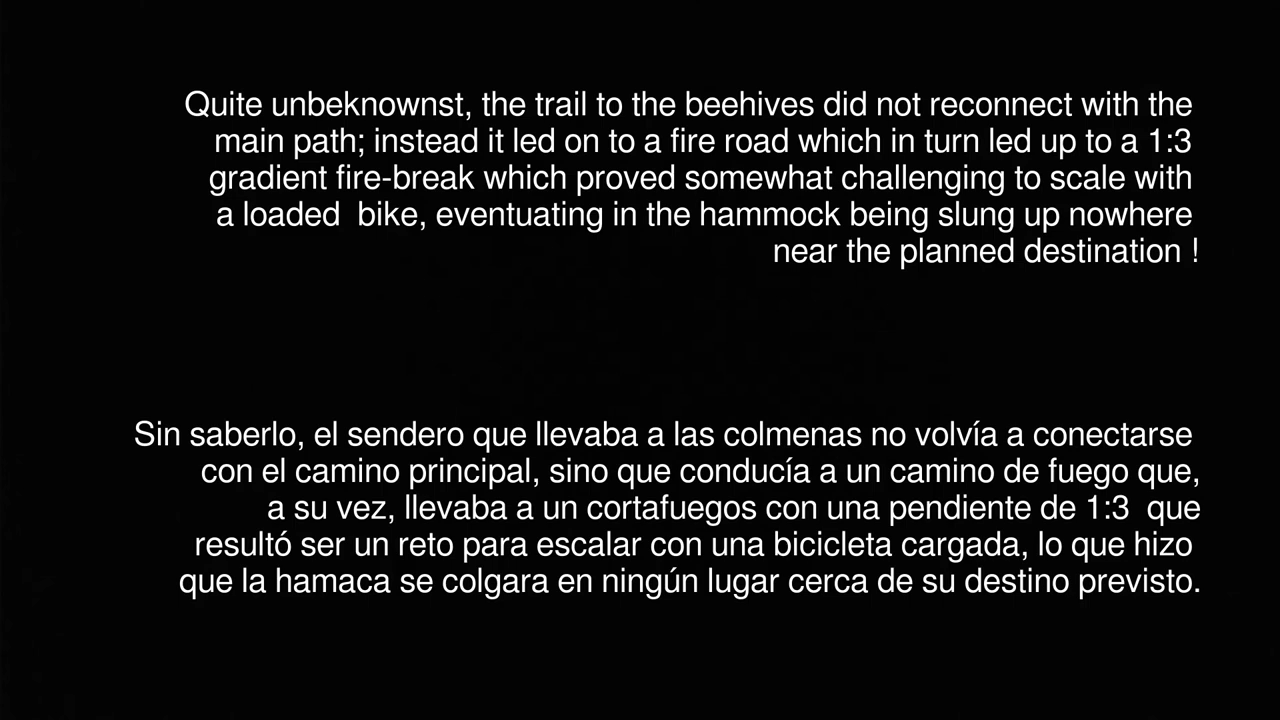 Quite unbeknownst, the trail to the beehives did not reconnect with the
main path; instead it led on to a fire road which in turn led up to a 1:3
gradient fire-break which proved somewhat challenging to scale with
a loaded  bike, eventuating in the hammock being slung up nowhere
near the planned destination !
Sin saberlo, el sendero que llevaba a las colmenas no volvía a conectarse
con el camino principal, sino que conducía a un camino de fuego que,
a su vez, llevaba a un cortafuegos con una pendiente de 1:3  que
resultó ser un reto para escalar con una bicicleta cargada, lo que hizo
que la hamaca se colgara en ningún lugar cerca de su destino previsto.